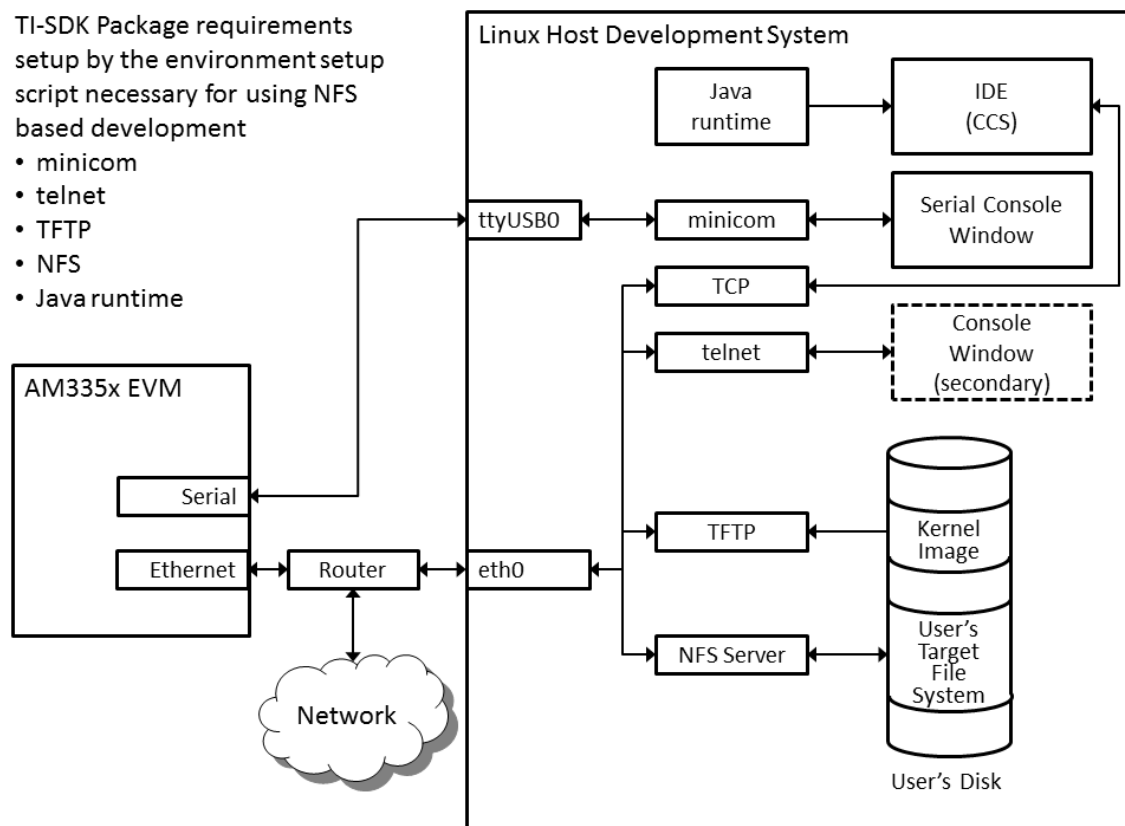 TI-SDK Package requirements
setup by the environment setup
script necessary for using NFS
based development
• minicom
• telnet
• TFTP
• NFS
• Java runtime
Linux Host Development System
Java
runtime
IDE
(CCS)
ttyUSB0
minicom
Serial Console
Window
TCP
telnet
Console
Window
(secondary)
AM335x EVM
Serial
Ethernet
Router
eth0
TFTP
Kernel
Image
NFS Server
User’s
Target
File
System
Network
User’s Disk